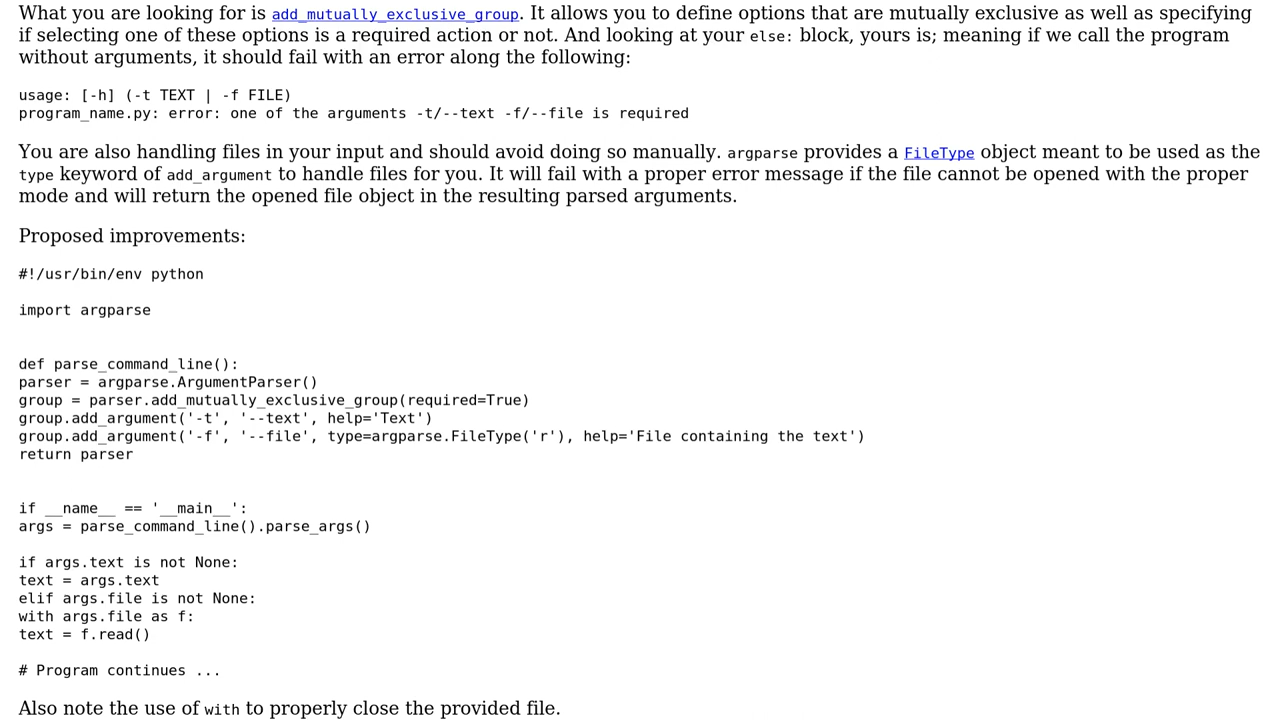 What you are looking for is add_mutually_exclusive_group. It allows you to define options that are mutually exclusive as well as specifying
if selecting one of these options is a required action or not. And looking at your else: block, yours is; meaning if we call the program
without arguments, it should fail with an error along the following:
usage: [-h] (-t TEXT | -f FILE)
program_name.py: error: one of the arguments -t/--text -f/--file is required
You are also handling files in your input and should avoid doing so manually. argparse provides a FileType object meant to be used as the
type keyword of add_argument to handle files for you. It will fail with a proper error message if the file cannot be opened with the proper
mode and will return the opened file object in the resulting parsed arguments.
Proposed improvements:
#!/usr/bin/env python
import argparse
def parse_command_line():
parser = argparse.ArgumentParser()
group = parser.add_mutually_exclusive_group(required=True)
group.add_argument('-t', '--text', help='Text')
group.add_argument('-f', '--file', type=argparse.FileType('r'), help='File containing the text')
return parser
if __name__ == '__main__':
args = parse_command_line().parse_args()
if args.text is not None:
text = args.text
elif args.file is not None:
with args.file as f:
text = f.read()
# Program continues ...
Also note the use of with to properly close the provided file.